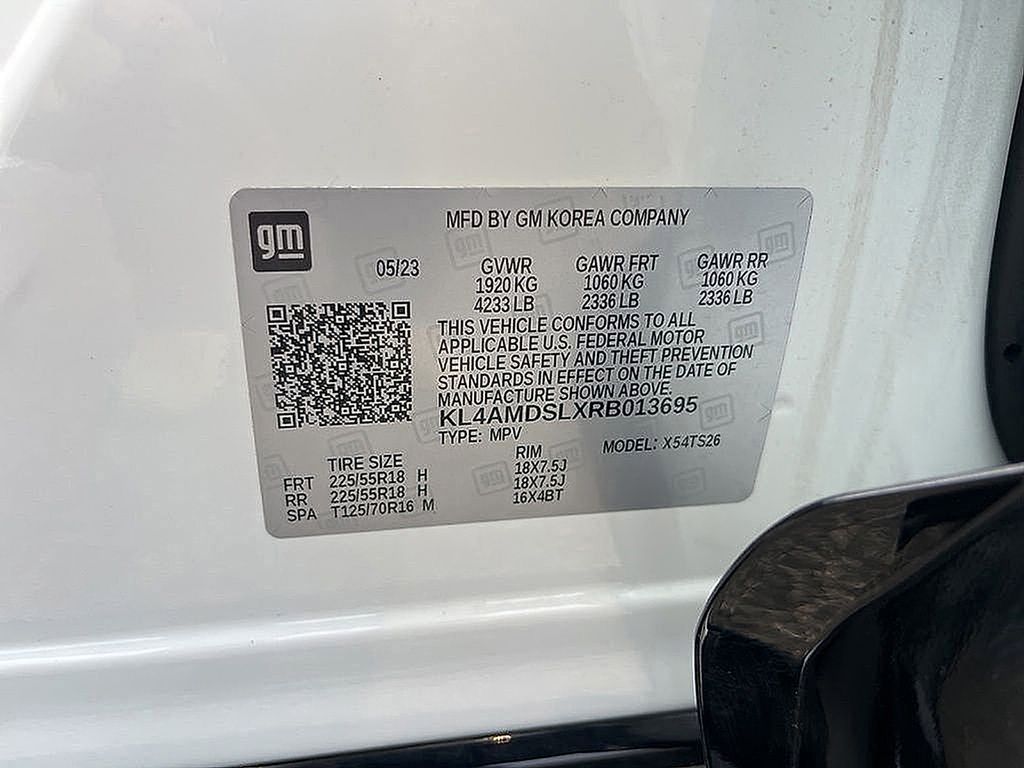 gm
MFD BY GM KOREA COMPANY
05/23
GVWR GAWR FRT GAWR RR
1920 KG 1060 KG 1060 KG
4233 LB 2336 LB 2336 LB
THIS VEHICLE CONFORMS TO ALL
APPLICABLE U.S. FEDERAL MOTOR
VEHICLE SAFETY AND THEFT PREVENTION
STANDARDS IN EFFECT ON THE DATE OF
MANUFACTURE SHOWN ABOVE.
KL4AMDSLXRB013695
TYPE: MPV MODEL: X54TS26
TIRE SIZE RIM
FRT 225/55R18 H 18X7.5J
RR 225/55R18 H 18X7.5J
SPA T125/70R16 M 16X4BT